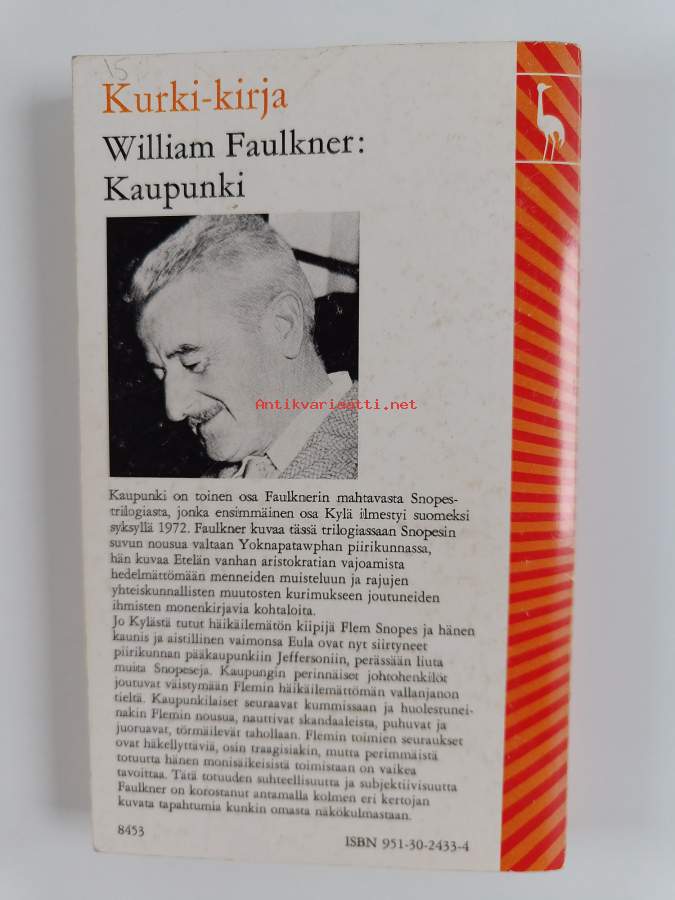 15
Kurki-kirja
William Faulkner:
Kaupunki
Antikvarisatti.net
Kaupunki on toinen osa Faulknerin mahtavasta Snopes-
trilogiasta, jonka ensimmäinen osa Kylä ilmestyi suomeksi
syksyllä 1972. Faulkner kuvaa tässä trilogiassaan Snopesin
suvun nousua valtaan Yoknapatawphan piirikunnassa,
hän kuvaa Etelän vanhan aristokratian vajoamista
hedelmättömään menneiden muisteluun ja rajujen
yhteiskunnallisten muutosten kurimukseen joutuneiden
ihmisten monenkirjavia kohtaloita.
Jo Kylästä tutut häikäilemätön kiipijä Flem Snopes ja hänen
kaunis ja aistillinen vaimonsa Eula ovat nyt siirtyneet
piirikunnan pääkaupunkiin Jeffersoniin, perässään liuta
muita Snopeseja. Kaupungin perinnäiset johtohenkilöt
joutuvat väistymään Flemin häikäilemättömän vallanjanon
tieltä. Kaupunkilaiset seuraavat kummissaan ja huolestunei-
nakin Flemin nousua, nauttivat skandaaleista, puhuvat ja
juoruavat, törmäilevät tahollaan. Flemin toimien seuraukset
ovat häkellyttäviä, osin traagisiakin, mutta perimmäistä
totuutta hänen monisäikeisistä toimistaan on vaikea
tavoittaa. Tätä totuuden suhteellisuutta ja subjektiivisuutta
Faulkner on korostanut antamalla kolmen eri kertojan
kuvata tapahtumia kunkin omasta näkökulmastaan.
8453
ISBN 951-30-2433-4